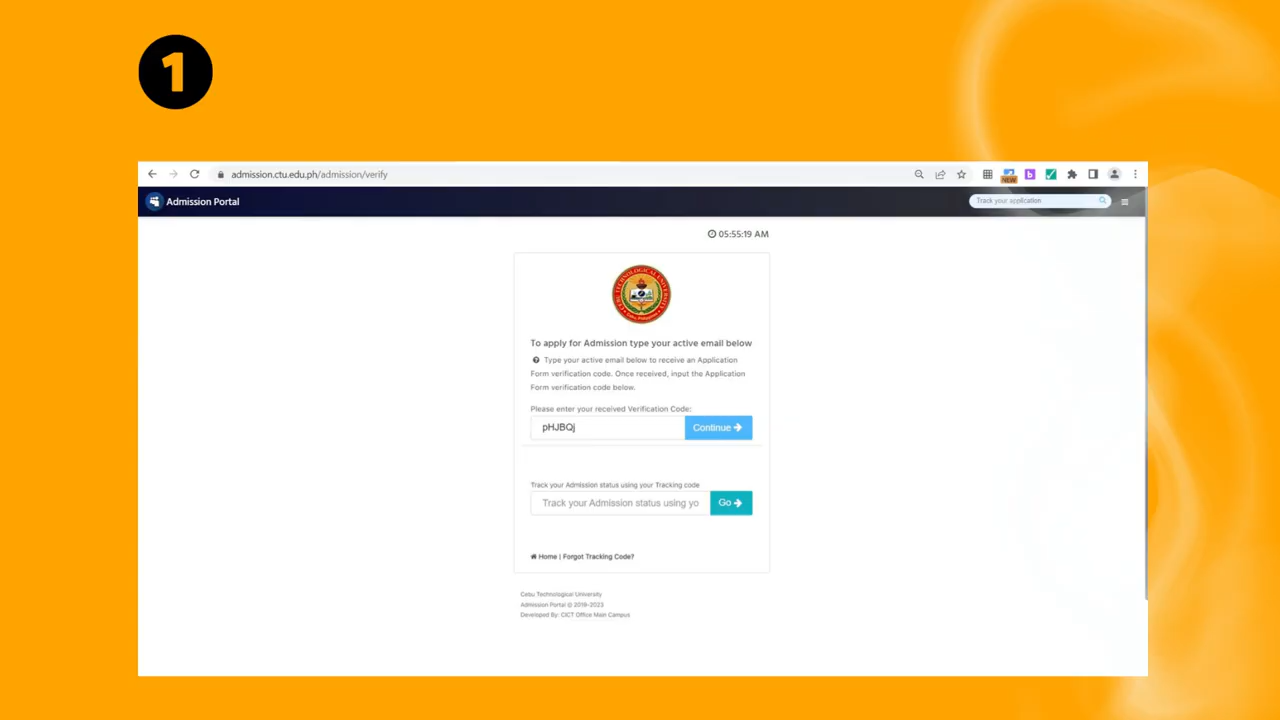 1
admission.ctu.edu.ph/admission/verify
NEW
b
Admission Portal
Track your application
05:55:19 AM
To apply for Admission type your active email below
Type your active email below to receive an Application
Form verification code. Once received, input the Application
Form verification code below.
Please enter your received Verification Code:
pHJBQj
Continue
Track your Admission status using your Tracking code
Track your Admission status using yo
Go
Home | Forgot Tracking Code?
Cebu Technological University
Admission Portal © 2019-2023
Developed By: CICT Office Main Campus